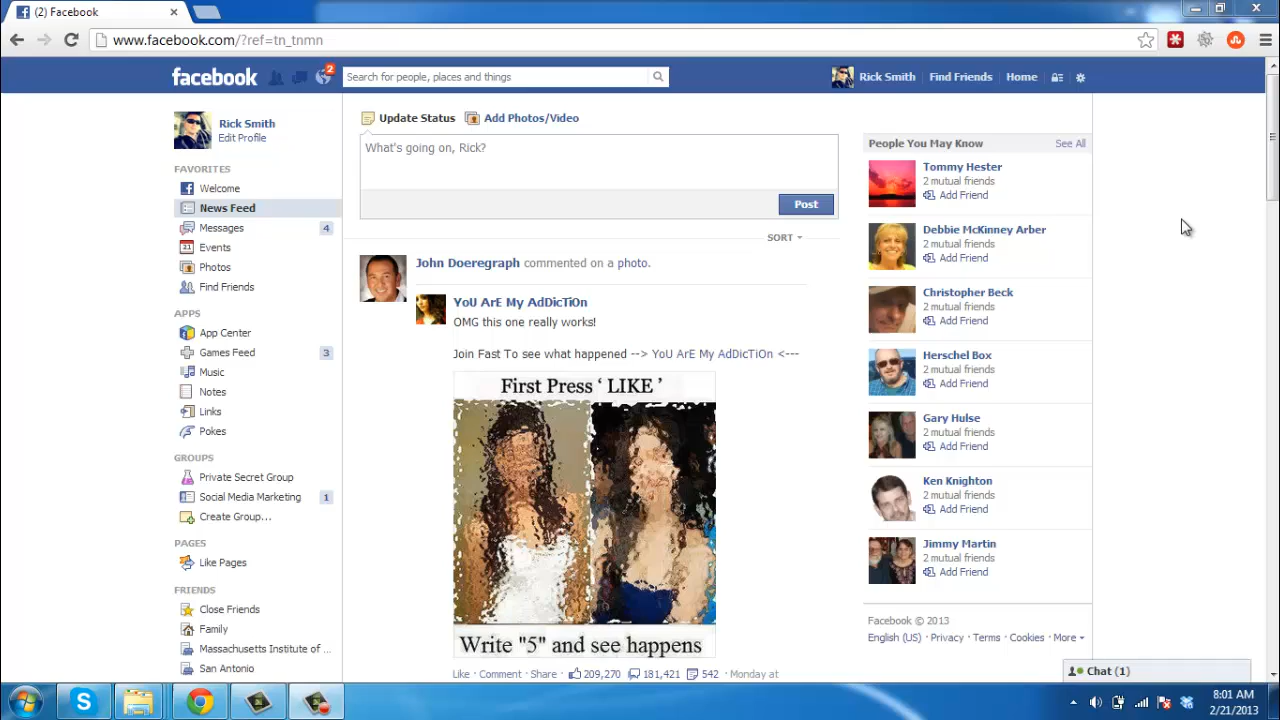 (2) Facebook
www.facebook.com/?ref=tn_tnmn
facebook
2
Search for people, places and things
Rick Smith
Find Friends
Home
Rick Smith
Edit Profile
FAVORITES
Welcome
News Feed
Messages 4
Events
Photos
Find Friends
APPS
App Center
Games Feed 3
Music
Notes
Links
Pokes
GROUPS
Private Secret Group
Social Media Marketing 1
Create Group...
PAGES
Like Pages
FRIENDS
Close Friends
Family
Massachusetts Institute of ...
San Antonio
Update Status
Add Photos/Video
What's going on, Rick?
Post
SORT
John Doeregraph commented on a photo.
YoU ArE My AdDicTiOn
OMG this one really works!
Join Fast To see what happened --> YoU ArE My AdDicTiOn <---
First Press ‘ LIKE ’
Write "5" and see happens
Like · Comment · Share · 209,270 181,421 542 · Monday at
People You May Know
See All
Tommy Hester
2 mutual friends
Add Friend
Debbie McKinney Arber
2 mutual friends
Add Friend
Christopher Beck
2 mutual friends
Add Friend
Herschel Box
2 mutual friends
Add Friend
Gary Hulse
2 mutual friends
Add Friend
Ken Knighton
2 mutual friends
Add Friend
Jimmy Martin
2 mutual friends
Add Friend
Facebook © 2013
English (US) · Privacy · Terms · Cookies · More
Chat (1)
8:01 AM
2/21/2013